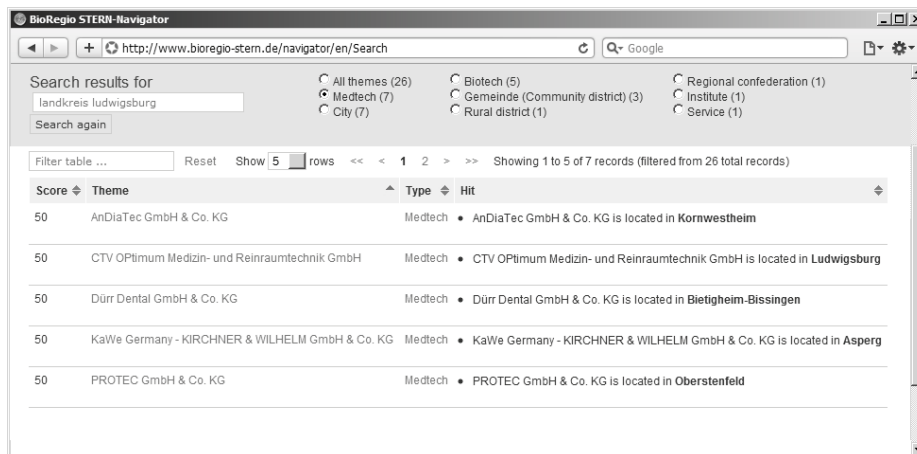 BioRegio STERN-Navigator
http://www.bioregio-stern.de/navigator/en/Search Google
Search results for
landkreis ludwigsburg
Search again
All themes (26) Biotech (5) Regional confederation (1)
Medtech (7) Gemeinde (Community district) (3) Institute (1)
City (7) Rural district (1) Service (1)
Filter table ... Reset Show 5 rows << < 1 2 > >> Showing 1 to 5 of 7 records (filtered from 26 total records)
Score Theme Type Hit
50 AnDiaTec GmbH & Co. KG Medtech • AnDiaTec GmbH & Co. KG is located in Kornwestheim
50 CTV OPtimum Medizin- und Reinraumtechnik GmbH Medtech • CTV OPtimum Medizin- und Reinraumtechnik GmbH is located in Ludwigsburg
50 Dürr Dental GmbH & Co. KG Medtech • Dürr Dental GmbH & Co. KG is located in Bietigheim-Bissingen
50 KaWe Germany - KIRCHNER & WILHELM GmbH & Co. KG Medtech • KaWe Germany - KIRCHNER & WILHELM GmbH & Co. KG is located in Asperg
50 PROTEC GmbH & Co. KG Medtech • PROTEC GmbH & Co. KG is located in Oberstenfeld